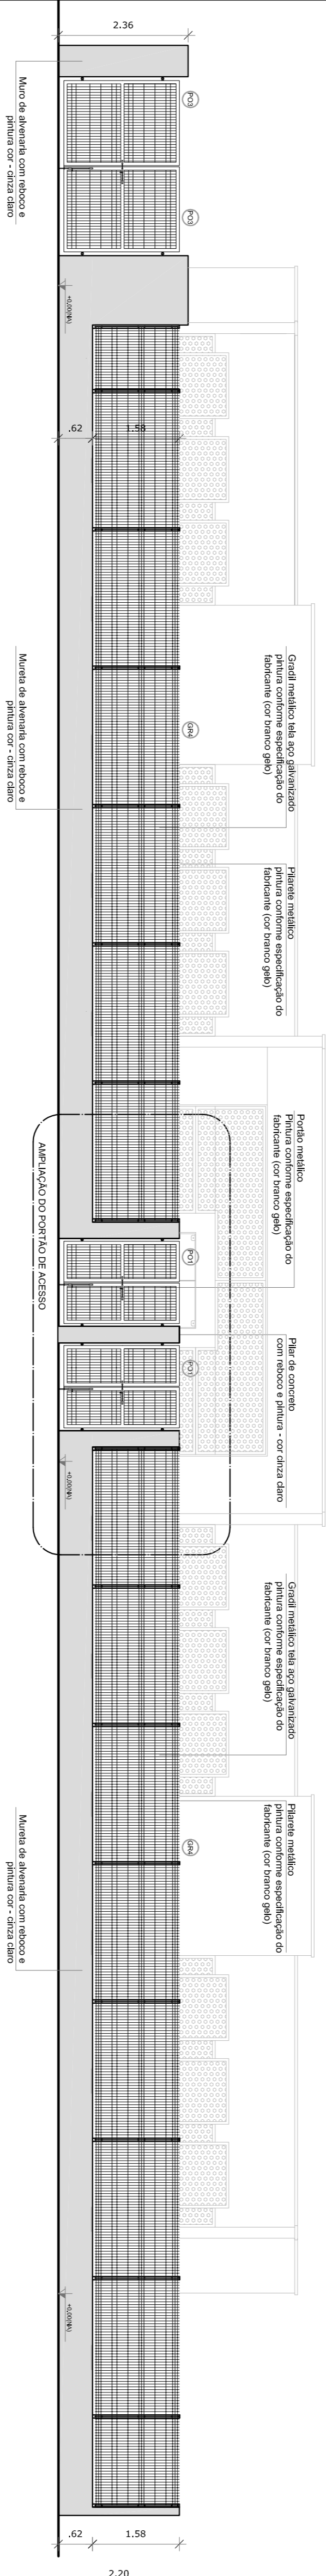 2.36
Muro de alvenaria com reboco e
pintura cor - cinza claro
PO3
PO3
+0,00(NA)
.62
1.58
Mureta de alvenaria com reboco e
pintura cor - cinza claro
Gradil metálico tela aço galvanizado
pintura conforme especificação do
fabricante (cor branco gelo)
GR4
Pilarete metálico
pintura conforme especificação do
fabricante (cor branco gelo)
Portão metálico
Pintura conforme especificação do
fabricante (cor branco gelo)
AMPLIAÇÃO DO PORTÃO DE ACESSO
PO1
Pilar de concreto
com reboco e pintura - cor cinza claro
PO1
+0,00(NA)
Gradil metálico tela aço galvanizado
pintura conforme especificação do
fabricante (cor branco gelo)
Pilarete metálico
pintura conforme especificação do
fabricante (cor branco gelo)
GR4
Mureta de alvenaria com reboco e
pintura cor - cinza claro
+0,00(NA)
.62
1.58
2.20